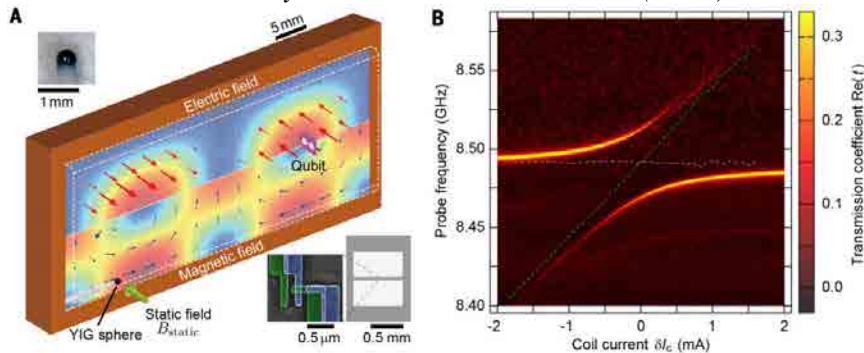 A
5 mm
Electric field
1 mm
Qubit
Magnetic field
YIG sphere
Static field
B_static
0.5 μm
0.5 mm
B
8.55
8.50
8.45
8.40
Probe frequency (GHz)
-2
-1
0
1
2
Coil current δI_c (mA)
0.3
0.2
0.1
0.0
Transmission coefficient Re(t)